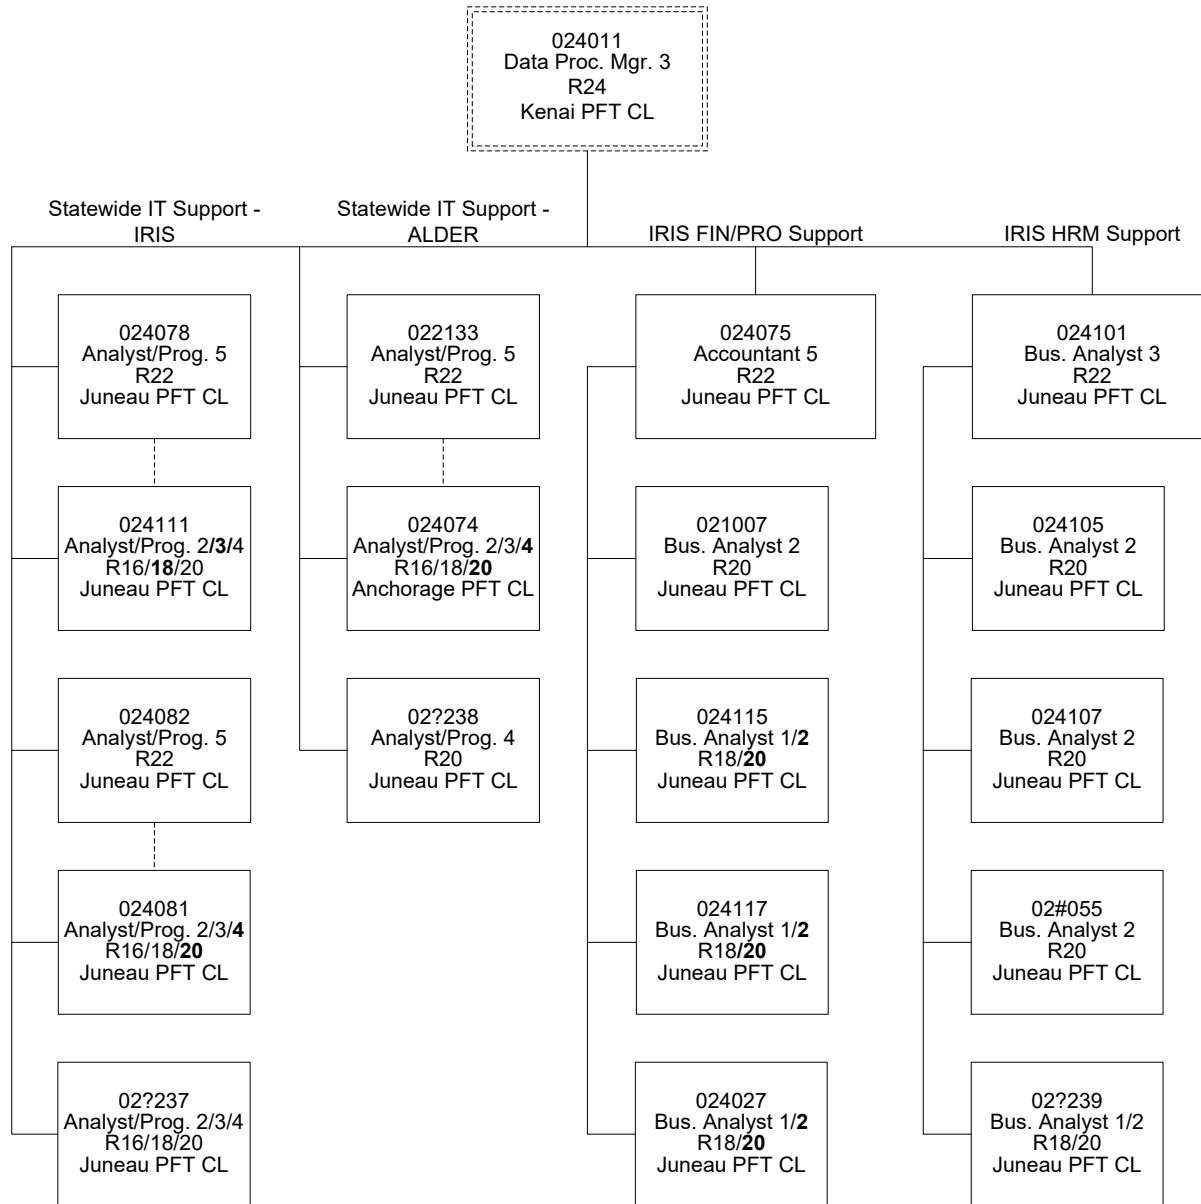 024011
Data Proc. Mgr. 3
R24
Kenai PFT CL
Statewide IT Support -
IRIS
024078
Analyst/Prog. 5
R22
Juneau PFT CL
024111
Analyst/Prog. 2/3/4
R16/18/20
Juneau PFT CL
024082
Analyst/Prog. 5
R22
Juneau PFT CL
024081
Analyst/Prog. 2/3/4
R16/18/20
Juneau PFT CL
02?237
Analyst/Prog. 2/3/4
R16/18/20
Juneau PFT CL
Statewide IT Support -
ALDER
022133
Analyst/Prog. 5
R22
Juneau PFT CL
024074
Analyst/Prog. 2/3/4
R16/18/20
Anchorage PFT CL
02?238
Analyst/Prog. 4
R20
Juneau PFT CL
IRIS FIN/PRO Support
024075
Accountant 5
R22
Juneau PFT CL
021007
Bus. Analyst 2
R20
Juneau PFT CL
024115
Bus. Analyst 1/2
R18/20
Juneau PFT CL
024117
Bus. Analyst 1/2
R18/20
Juneau PFT CL
024027
Bus. Analyst 1/2
R18/20
Juneau PFT CL
IRIS HRM Support
024101
Bus. Analyst 3
R22
Juneau PFT CL
024105
Bus. Analyst 2
R20
Juneau PFT CL
024107
Bus. Analyst 2
R20
Juneau PFT CL
02#055
Bus. Analyst 2
R20
Juneau PFT CL
02?239
Bus. Analyst 1/2
R18/20
Juneau PFT CL